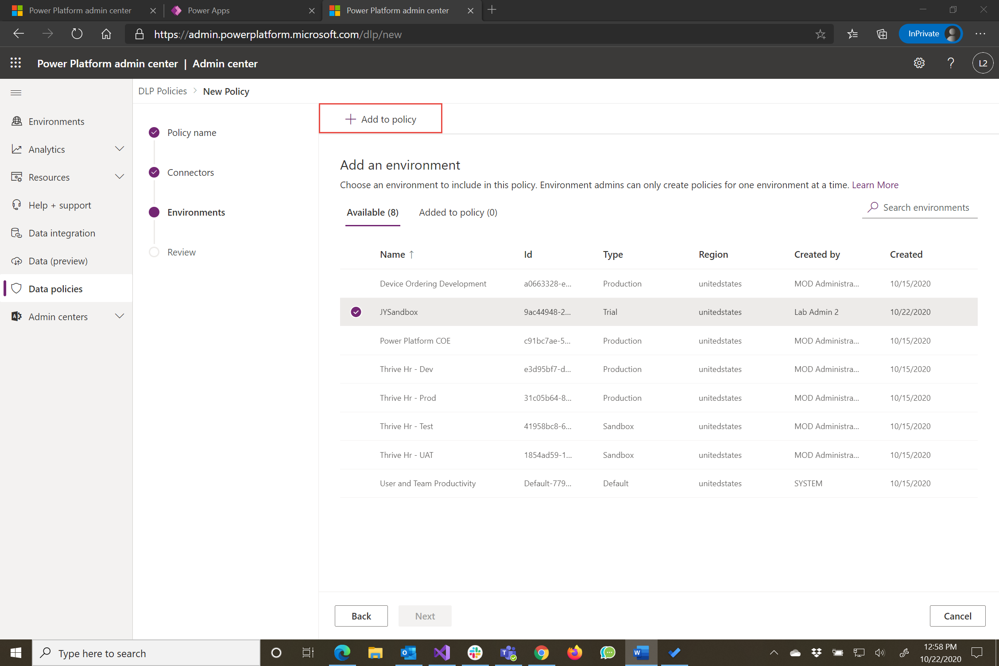 Power Platform admin center
Power Apps
Power Platform admin center
https://admin.powerplatform.microsoft.com/dlp/new
InPrivate
Power Platform admin center | Admin center
L2
DLP Policies > New Policy
Environments
Analytics
Resources
Help + support
Data integration
Data (preview)
Data policies
Admin centers
Policy name
Connectors
Environments
Review
+ Add to policy
Add an environment
Choose an environment to include in this policy. Environment admins can only create policies for one environment at a time. Learn More
Available (8) Added to policy (0)
Search environments
Name ↑ Id Type Region Created by Created
Device Ordering Development a0663328-e... Production unitedstates MOD Administra... 10/15/2020
JYSandbox 9ac44948-2... Trial unitedstates Lab Admin 2 10/22/2020
Power Platform COE c91bc7ae-5... Production unitedstates MOD Administra... 10/15/2020
Thrive Hr - Dev e3d95bf7-d... Production unitedstates MOD Administra... 10/15/2020
Thrive Hr - Prod 31c05b64-8... Production unitedstates MOD Administra... 10/15/2020
Thrive Hr - Test 41958bc8-6... Sandbox unitedstates MOD Administra... 10/15/2020
Thrive Hr - UAT 1854ad59-1... Sandbox unitedstates MOD Administra... 10/15/2020
User and Team Productivity Default-779... Default unitedstates SYSTEM 10/15/2020
Back Next Cancel
Type here to search
12:58 PM
10/22/2020